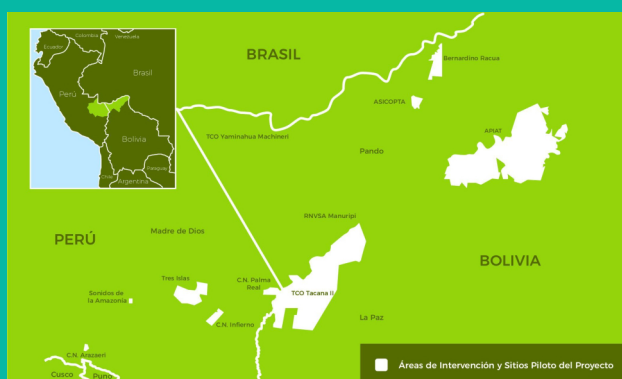 Colombia
Venezuela
Ecuador
Brasil
Perú
Bolivia
Paraguay
Chile
Argentina
BRASIL
Bernardino Racua
ASICOPTA
TCO Yaminahua Machineri
APIAT
Pando
RNVSA Manuripi
Madre de Dios
PERÚ
BOLIVIA
Tres Islas
C.N. Palma
Real
TCO Tacana II
Sonidos de
la Amazonía
C.N. Infierno
La Paz
C.N. Arazaeri
Cusco
Puno
Áreas de Intervención y Sitios Piloto del Proyecto